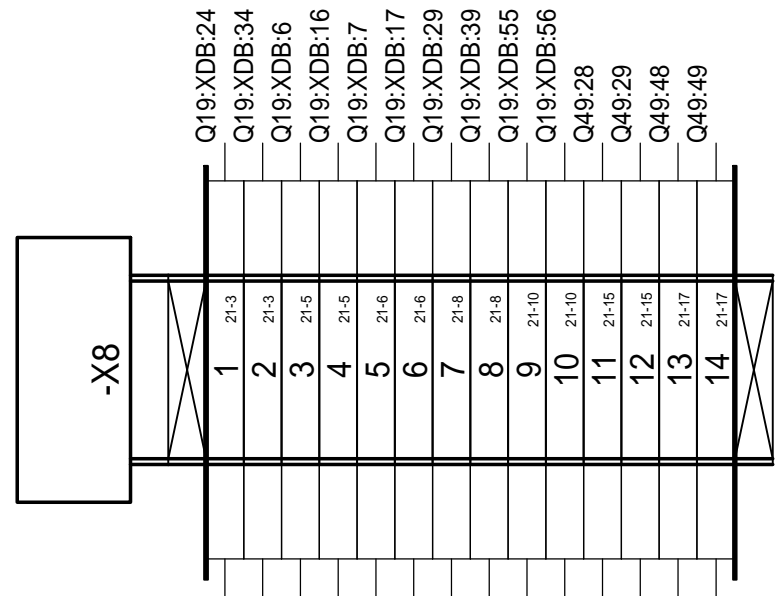 Q19:XDB:24
Q19:XDB:34
Q19:XDB:6
Q19:XDB:16
Q19:XDB:7
Q19:XDB:17
Q19:XDB:29
Q19:XDB:39
Q19:XDB:55
Q19:XDB:56
Q49:28
Q49:29
Q49:48
Q49:49
-X8
1 21-3
2 21-3
3 21-5
4 21-5
5 21-6
6 21-6
7 21-8
8 21-8
9 21-10
10 21-10
11 21-15
12 21-15
13 21-17
14 21-17